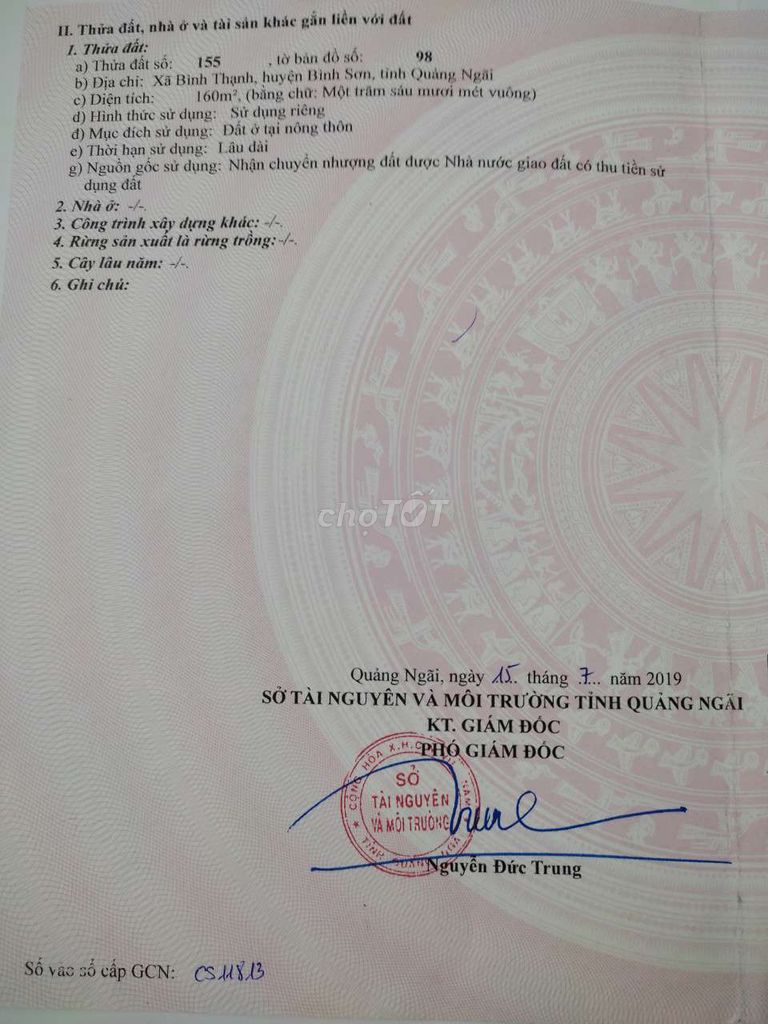 II. Thửa đất, nhà ở và tài sản khác gắn liền với đất
1. Thửa đất:
a) Thửa đất số: 155 , tờ bản đồ số: 98
b) Địa chỉ: Xã Bình Thạnh, huyện Bình Sơn, tỉnh Quảng Ngãi
c) Diện tích: 160m², (bằng chữ: Một trăm sáu mươi mét vuông)
d) Hình thức sử dụng: Sử dụng riêng
đ) Mục đích sử dụng: Đất ở tại nông thôn
e) Thời hạn sử dụng: Lâu dài
g) Nguồn gốc sử dụng: Nhận chuyển nhượng đất được Nhà nước giao đất có thu tiền sử
dụng đất
2. Nhà ở: -/-.
3. Công trình xây dựng khác: -/-.
4. Rừng sản xuất là rừng trồng: -/-.
5. Cây lâu năm: -/-.
6. Ghi chú:
chợTỐT
Quảng Ngãi, ngày 15 tháng 7 năm 2019
SỞ TÀI NGUYÊN VÀ MÔI TRƯỜNG TỈNH QUẢNG NGÃI
KT. GIÁM ĐỐC
PHÓ GIÁM ĐỐC
SỞ
TÀI NGUYÊN
VÀ MÔI TRƯỜNG
Nguyễn Đức Trung
Số vào sổ cấp GCN: CS11813